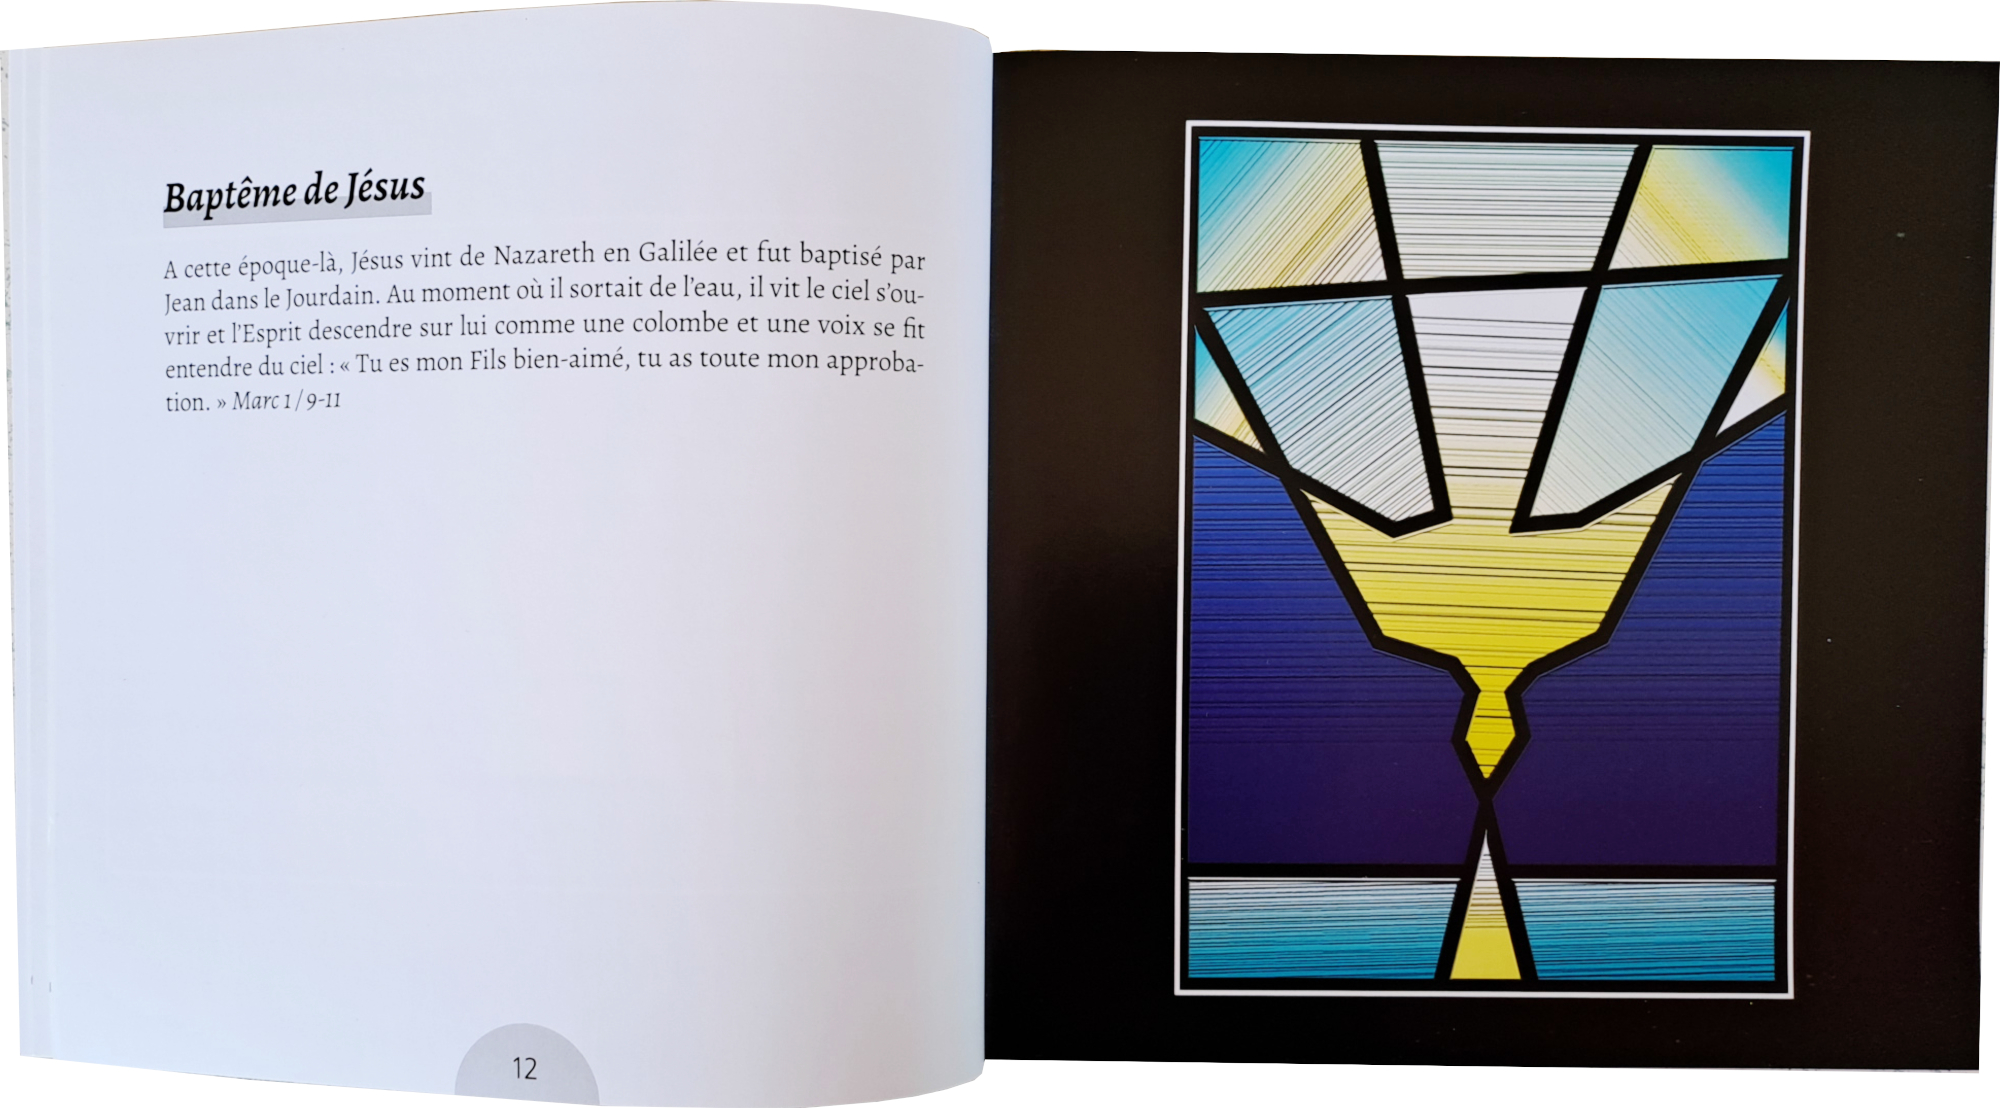 Baptême de Jésus
A cette époque-là, Jésus vint de Nazareth en Galilée et fut baptisé par
Jean dans le Jourdain. Au moment où il sortait de l'eau, il vit le ciel s'ou-
vrir et l'Esprit descendre sur lui comme une colombe et une voix se fit
entendre du ciel : « Tu es mon Fils bien-aimé, tu as toute mon approba-
tion. » Marc 1 / 9-11
12